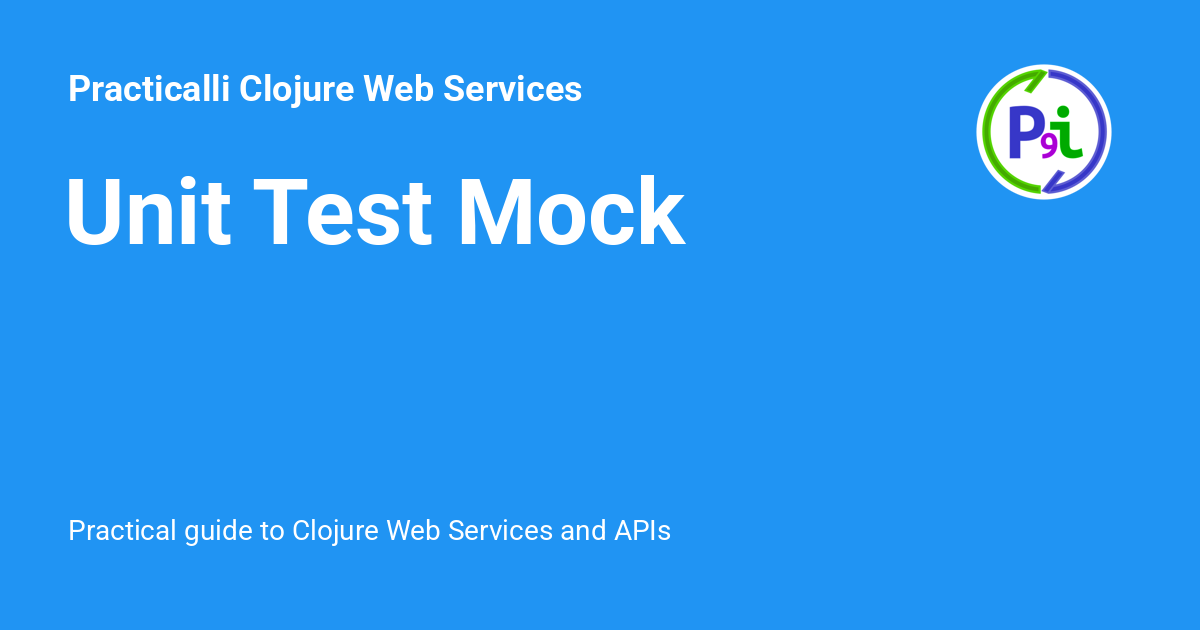 Practicalli Clojure Web Services
P9i
Unit Test Mock
Practical guide to Clojure Web Services and APIs